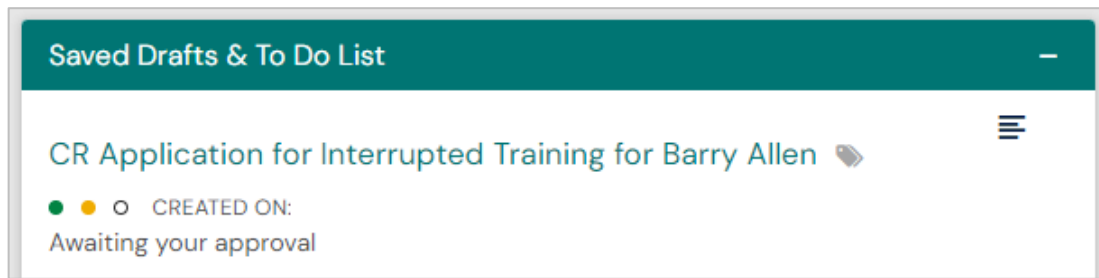 Saved Drafts & To Do List
CR Application for Interrupted Training for Barry Allen
CREATED ON:
Awaiting your approval